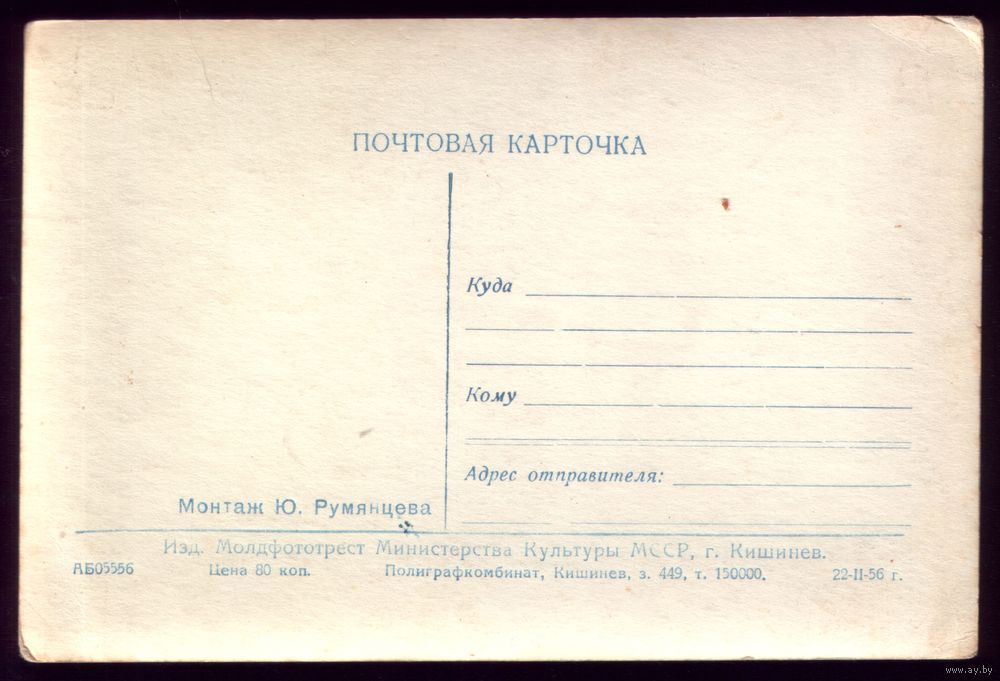 ПОЧТОВАЯ КАРТОЧКА
Куда
Кому
Адрес отправителя:
Монтаж Ю. Румянцева
Изд. Молдфототрест Министерства Культуры МССР, г. Кишинев.
АБ05556 Цена 80 коп. Полиграфкомбинат, Кишинев, з. 449, т. 150000. 22-II-56 г.
www.ay.by